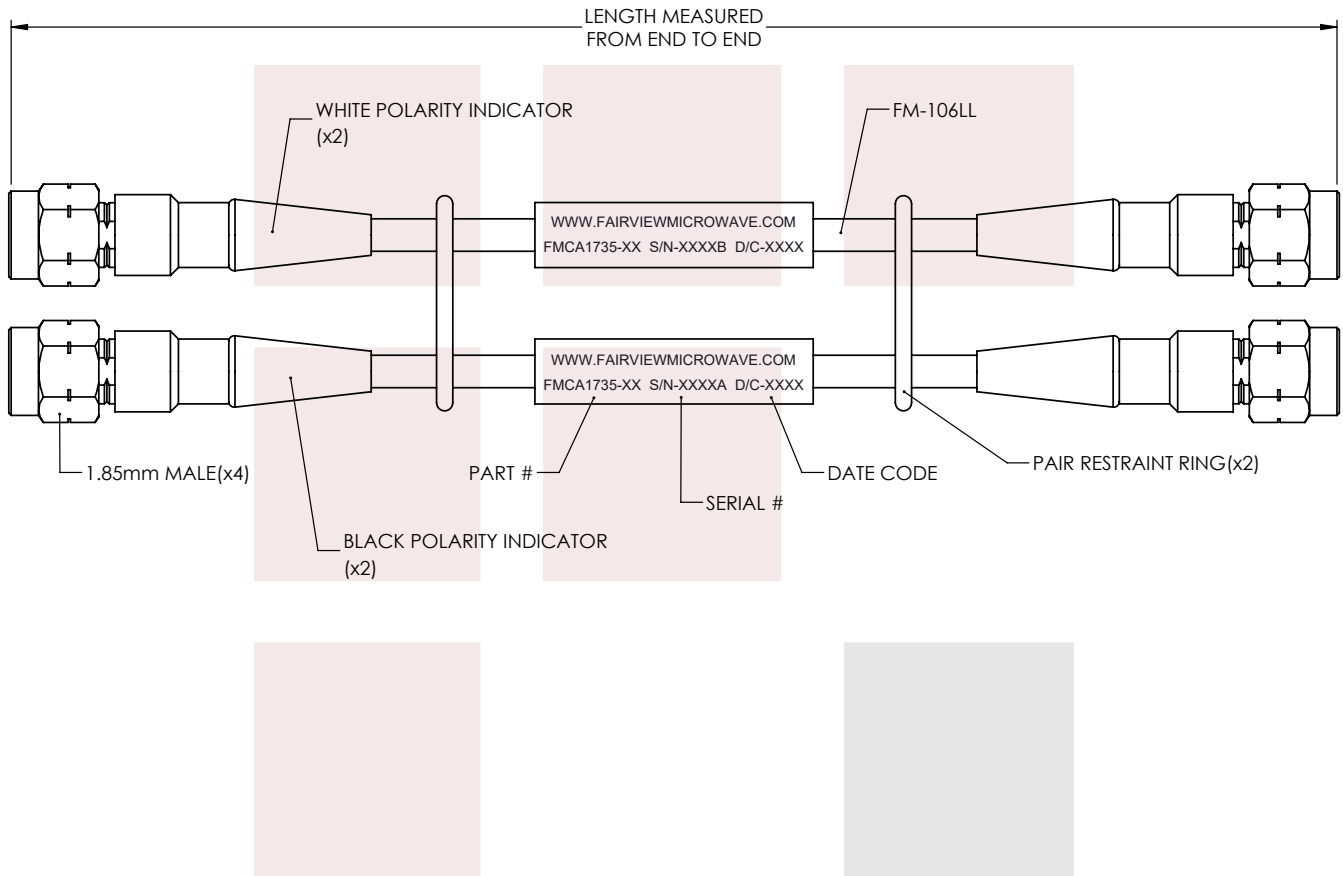 LENGTH MEASURED
FROM END TO END
WHITE POLARITY INDICATOR
(x2)
FM-106LL
WWW.FAIRVIEWMICROWAVE.COM
FMCA1735-XX S/N-XXXXB D/C-XXXX
WWW.FAIRVIEWMICROWAVE.COM
FMCA1735-XX S/N-XXXXA D/C-XXXX
1.85mm MALE(x4)
PART #
DATE CODE
PAIR RESTRAINT RING(x2)
SERIAL #
BLACK POLARITY INDICATOR
(x2)